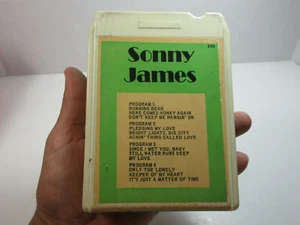 Sonny
James
PROGRAM 1
RUNNING BEAR
HERE COMES HONEY AGAIN
DON'T KEEP ME HANGIN' ON
PROGRAM 2
PLEDGING MY LOVE
BRIGHT LIGHTS, BIG CITY
ACHIN' THING CALLED LOVE
PROGRAM 3
SINCE I MET YOU, BABY
STILL WATER RUNS DEEP
MY LOVE
PROGRAM 4
ONLY THE LONELY
KEEPER OF MY HEART
IT'S JUST A MATTER OF TIME